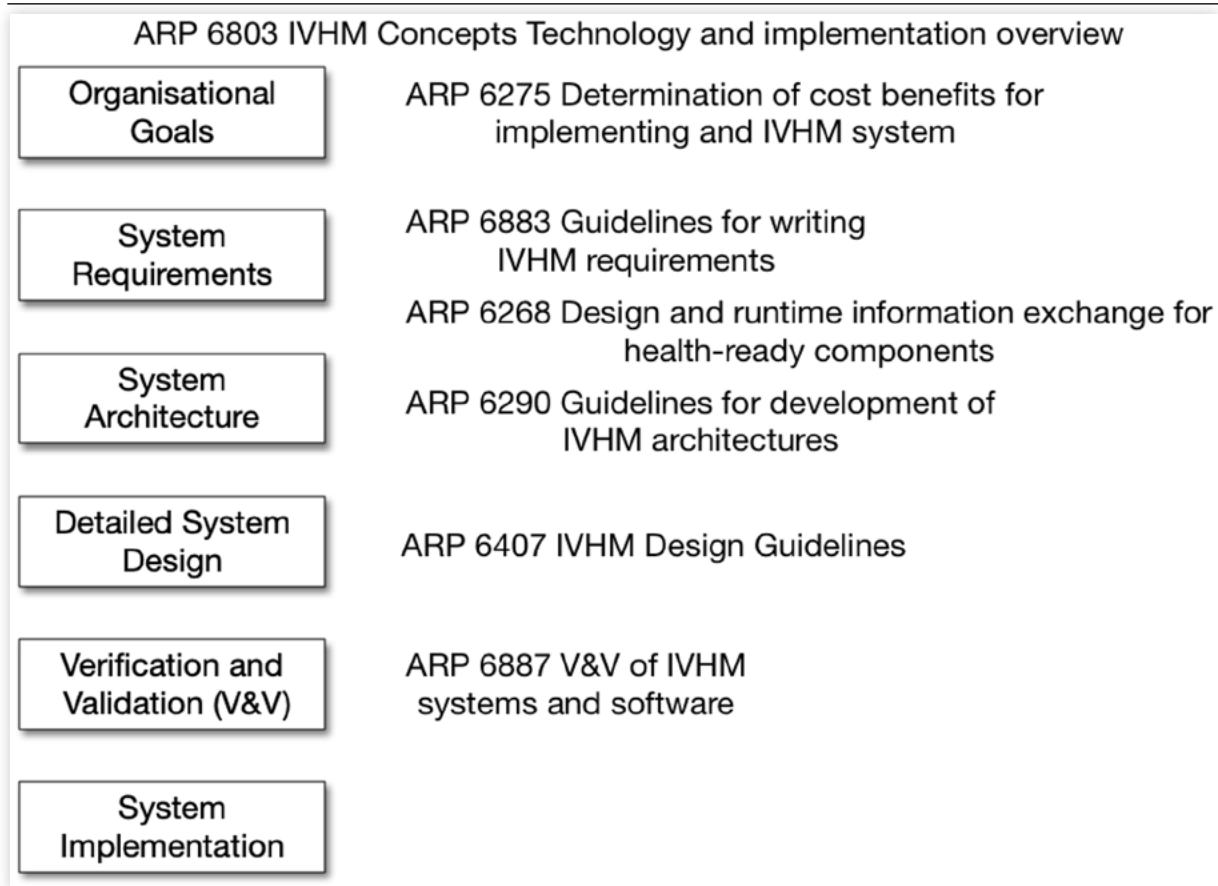 ARP 6803 IVHM Concepts Technology and implementation overview
Organisational
Goals
ARP 6275 Determination of cost benefits for
implementing and IVHM system
System
Requirements
ARP 6883 Guidelines for writing
IVHM requirements
ARP 6268 Design and runtime information exchange for
health-ready components
System
Architecture
ARP 6290 Guidelines for development of
IVHM architectures
Detailed System
Design
ARP 6407 IVHM Design Guidelines
Verification and
Validation (V&V)
ARP 6887 V&V of IVHM
systems and software
System
Implementation